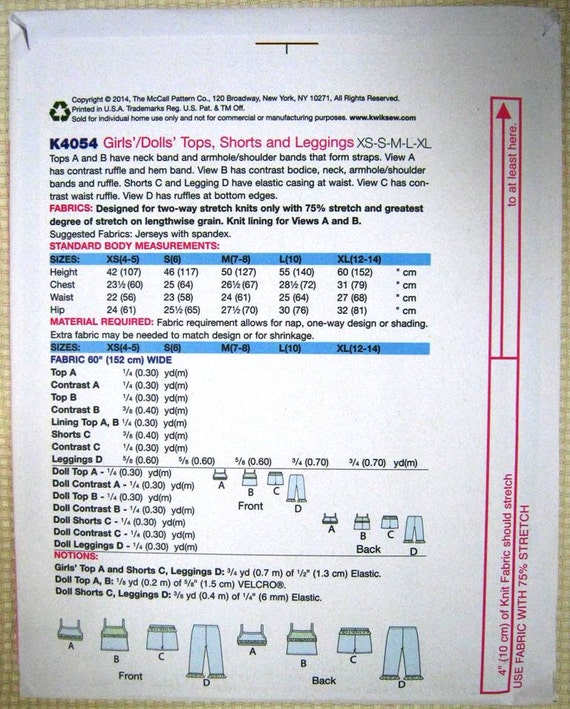 Copyright © 2014, The McCall Pattern Co., 120 Broadway, New York, NY 10271, All Rights Reserved.
Printed in U.S.A. Trademarks Reg. U.S. Pat. & TM Off.
Sold for individual home use only and not for commercial or manufacturing purposes. www.kwiksew.com
K4054 Girls'/Dolls' Tops, Shorts and Leggings XS-S-M-L-XL
Tops A and B have neck band and armhole/shoulder bands that form straps. View A
has contrast ruffle and hem band. View B has contrast bodice, neck, armhole/shoulder
bands and ruffle. Shorts C and Legging D have elastic casing at waist. View C has con-
trast waist ruffle. View D has ruffles at bottom edges.
FABRICS: Designed for two-way stretch knits only with 75% stretch and greatest
degree of stretch on lengthwise grain. Knit lining for Views A and B.
Suggested Fabrics: Jerseys with spandex.
STANDARD BODY MEASUREMENTS:
SIZES: XS(4-5) S(6) M(7-8) L(10) XL(12-14)
Height 42 (107) 46 (117) 50 (127) 55 (140) 60 (152) " cm
Chest 23½ (60) 25 (64) 26½ (67) 28½ (72) 31 (79) " cm
Waist 22 (56) 23 (58) 24 (61) 25 (64) 27 (68) " cm
Hip 24 (61) 25½ (65) 27½ (70) 30 (76) 32 (81) " cm
MATERIAL REQUIRED: Fabric requirement allows for nap, one-way design or shading.
Extra fabric may be needed to match design or for shrinkage.
SIZES: XS(4-5) S(6) M(7-8) L(10) XL(12-14)
FABRIC 60" (152 cm) WIDE
Top A 1/4 (0.30) yd(m)
Contrast A 1/4 (0.30) yd(m)
Top B 1/4 (0.30) yd(m)
Contrast B 3/8 (0.40) yd(m)
Lining Top A, B 1/4 (0.30) yd(m)
Shorts C 3/8 (0.40) yd(m)
Contrast C 1/4 (0.30) yd(m)
Leggings D 5/8 (0.60) 5/8 (0.60) 5/8 (0.60) 3/4 (0.70) 3/4 (0.70) yd(m)
Doll Top A - 1/4 (0.30) yd(m)
Doll Contrast A - 1/4 (0.30) yd(m)
Doll Top B - 1/4 (0.30) yd(m)
Doll Contrast B - 1/4 (0.30) yd(m)
Doll Shorts C - 1/4 (0.30) yd(m)
Doll Contrast C - 1/4 (0.30) yd(m)
Doll Leggings D - 1/4 (0.30) yd(m)
A B C D
Front
A B C D
Back
NOTIONS:
Girls' Top A and Shorts C, Leggings D: 3/4 yd (0.7 m) of 1/2" (1.3 cm) Elastic.
Doll Top A, B: 1/8 yd (0.2 m) of 5/8" (1.5 cm) VELCRO®.
Doll Shorts C, Leggings D: 3/8 yd (0.4 m) of 1/4" (6 mm) Elastic.
A B C D
Front
A B C D
Back
4" (10 cm) of Knit Fabric should stretch
to at least here.
USE FABRIC WITH 75% STRETCH